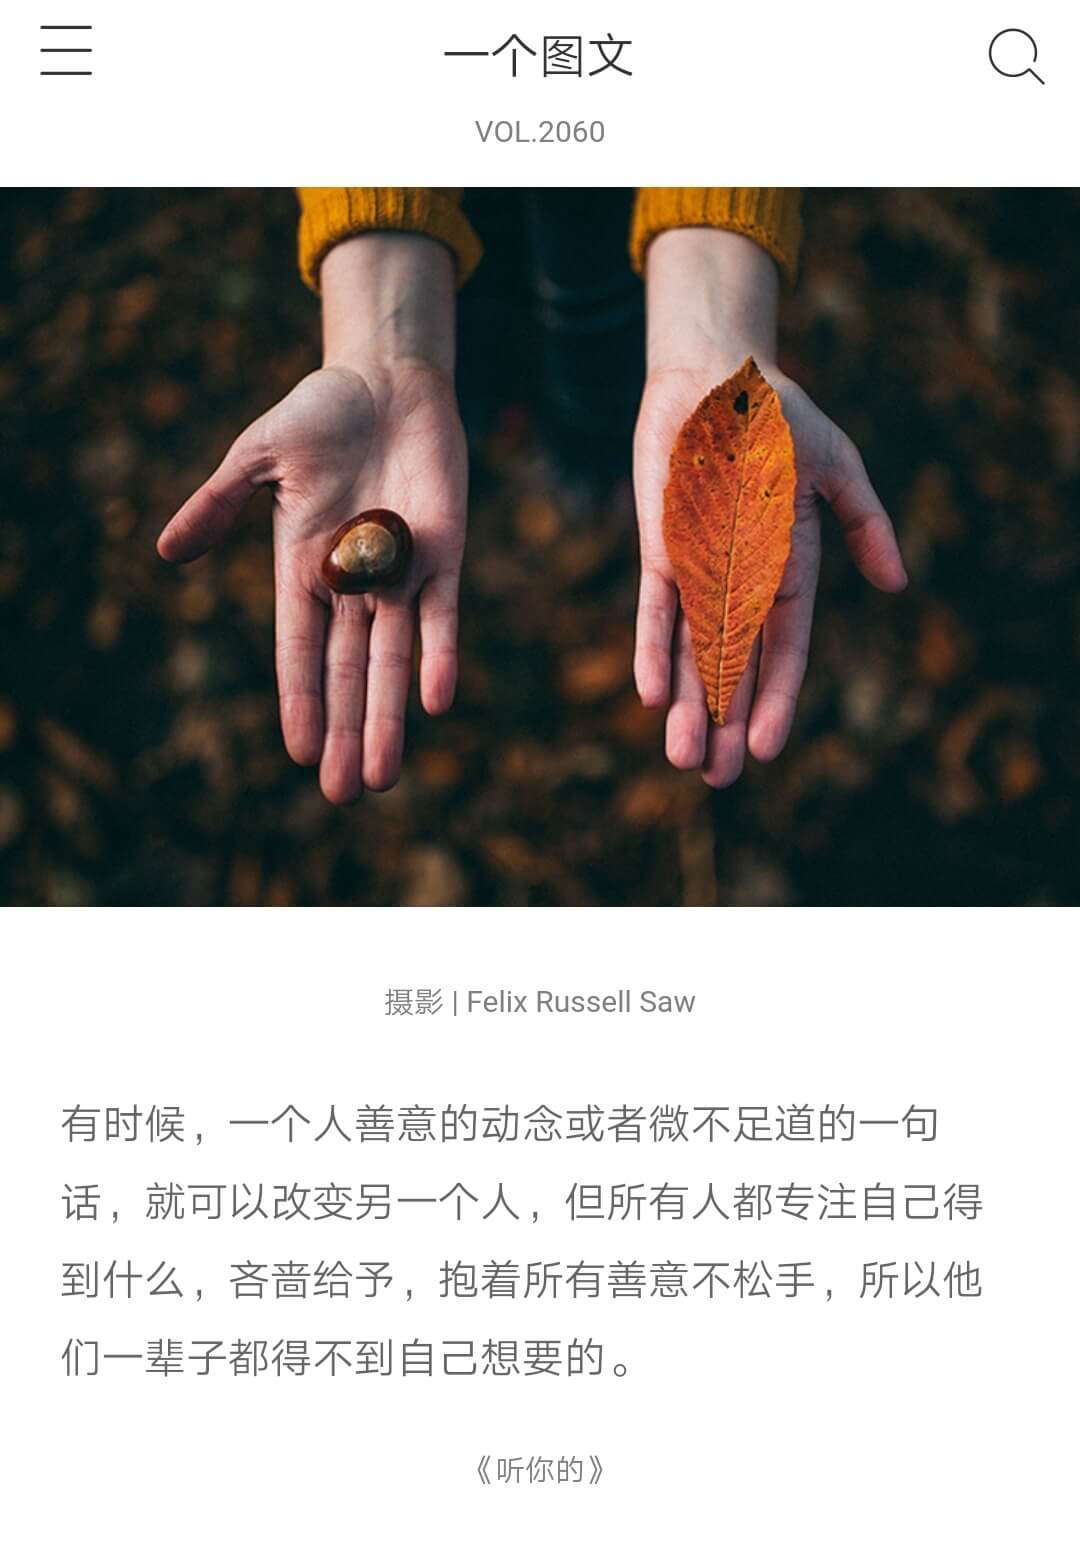 一个图文
VOL.2060
摄影 | Felix Russell Saw
有时候，一个人善意的动念或者微不足道的一句
话，就可以改变另一个人，但所有人都专注自己得
到什么，吝啬给予，抱着所有善意不松手，所以他
们一辈子都得不到自己想要的。
《听你的》